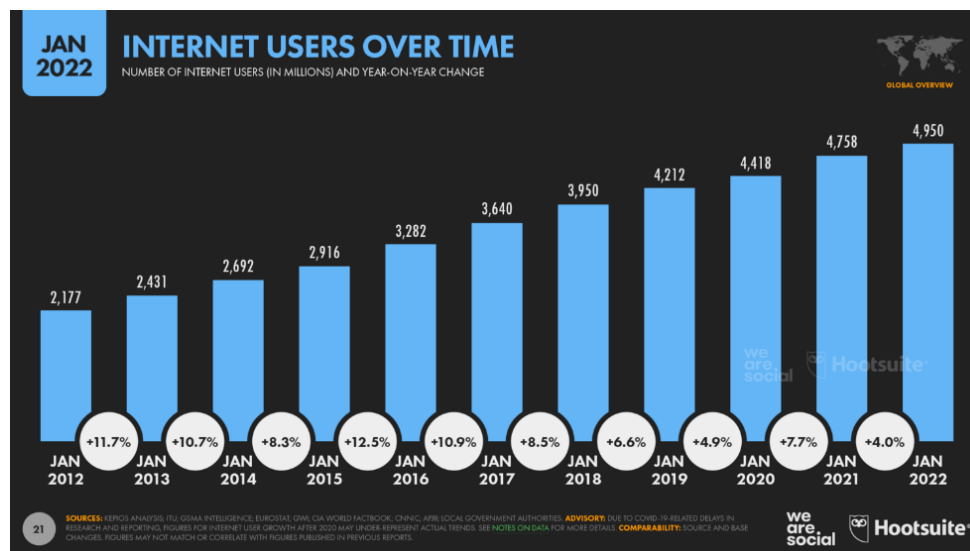 JAN
2022
INTERNET USERS OVER TIME
NUMBER OF INTERNET USERS (IN MILLIONS) AND YEAR-ON-YEAR CHANGE
GLOBAL OVERVIEW
2,177
2,431
2,692
2,916
3,282
3,640
3,950
4,212
4,418
4,758
4,950
we
are
social
Hootsuite
+11.7%
+10.7%
+8.3%
+12.5%
+10.9%
+8.5%
+6.6%
+4.9%
+7.7%
+4.0%
JAN
2012
JAN
2013
JAN
2014
JAN
2015
JAN
2016
JAN
2017
JAN
2018
JAN
2019
JAN
2020
JAN
2021
JAN
2022
21
SOURCES: KEPIOS ANALYSIS; ITU; GSMA INTELLIGENCE; EUROSTAT; GWI; CIA WORLD FACTBOOK; CNNIC; APJII; LOCAL GOVERNMENT AUTHORITIES. ADVISORY: DUE TO COVID-19-RELATED DELAYS IN
RESEARCH AND REPORTING, FIGURES FOR INTERNET USER GROWTH AFTER 2020 MAY UNDER-REPRESENT ACTUAL TRENDS. SEE NOTES ON DATA FOR MORE DETAILS. COMPARABILITY: SOURCE AND BASE
CHANGES. FIGURES MAY NOT MATCH OR CORRELATE WITH FIGURES PUBLISHED IN PREVIOUS REPORTS.
we
are
social
Hootsuite